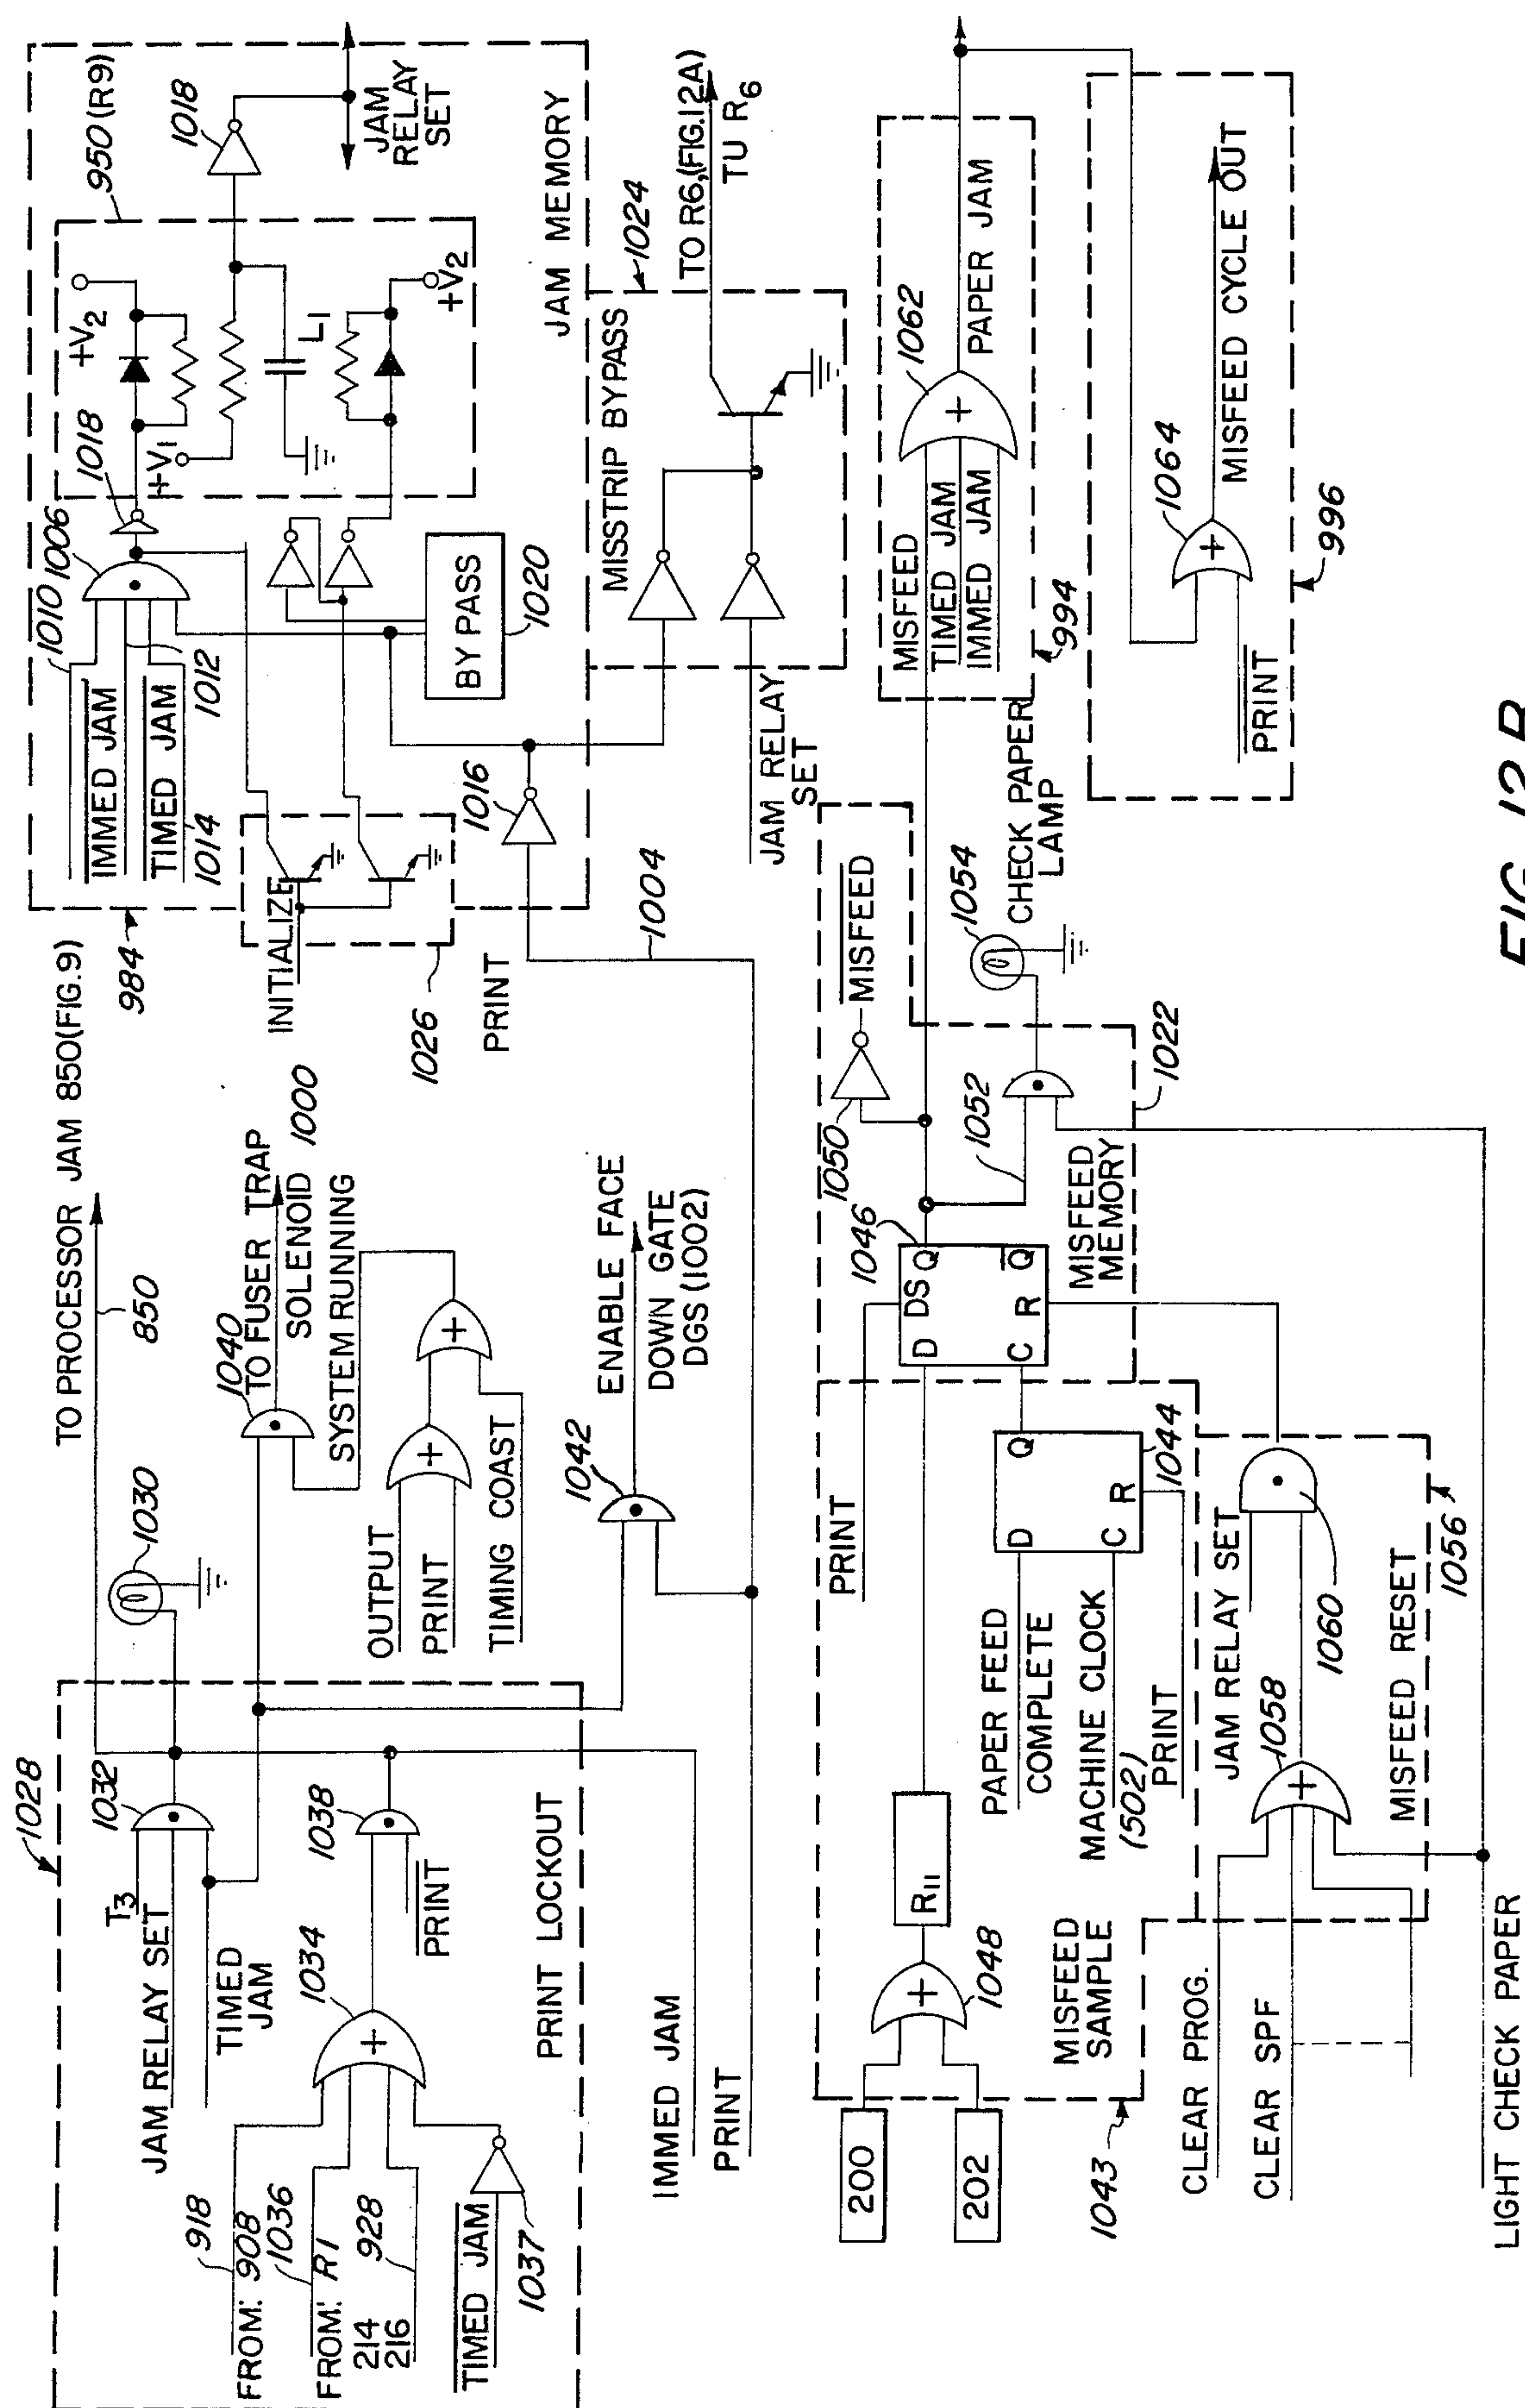 1028
TO PROCESSOR JAM 850(FIG.9)
850
1030
1032
T3
JAM RELAY SET
TIMED
JAM
1034
1038
PRINT
918
FROM: 908
1036
FROM: R1
214
216
928
TIMED JAM
1037
PRINT LOCKOUT
1040
TO FUSER TRAP
SOLENOID 1000
SYSTEM RUNNING
OUTPUT
PRINT
TIMING COAST
1042
ENABLE FACE
DOWN GATE
DGS (1002)
IMMED JAM
PRINT
984
1010
1006
IMMED JAM
1012
TIMED JAM
1014
1018
950 (R9)
+V2
+V1
L1
+V2
1018
JAM
RELAY
SET
INITIALIZE
1026
BY PASS
1020
1016
PRINT
1004
JAM MEMORY
MISSTRIP BYPASS
1024
TO R6,(FIG.12A)
TU R6
JAM RELAY
SET
200
202
1048
R11
MISFEED
SAMPLE
1043
PRINT
PAPER FEED
COMPLETE
MACHINE CLOCK
(502)
PRINT
D
Q
C
R
1044
1046
D
DS
Q
C
R
Q
MISFEED
MEMORY
1050
MISFEED
1052
1022
1054
CHECK PAPER
LAMP
MISFEED
TIMED JAM
IMMED JAM
1062
PAPER JAM
994
1064
PRINT
MISFEED CYCLE OUT
996
JAM RELAY SET
1058
1060
MISFEED RESET
1056
CLEAR PROG.
CLEAR SPF
LIGHT CHECK PAPER
FIG. 12B